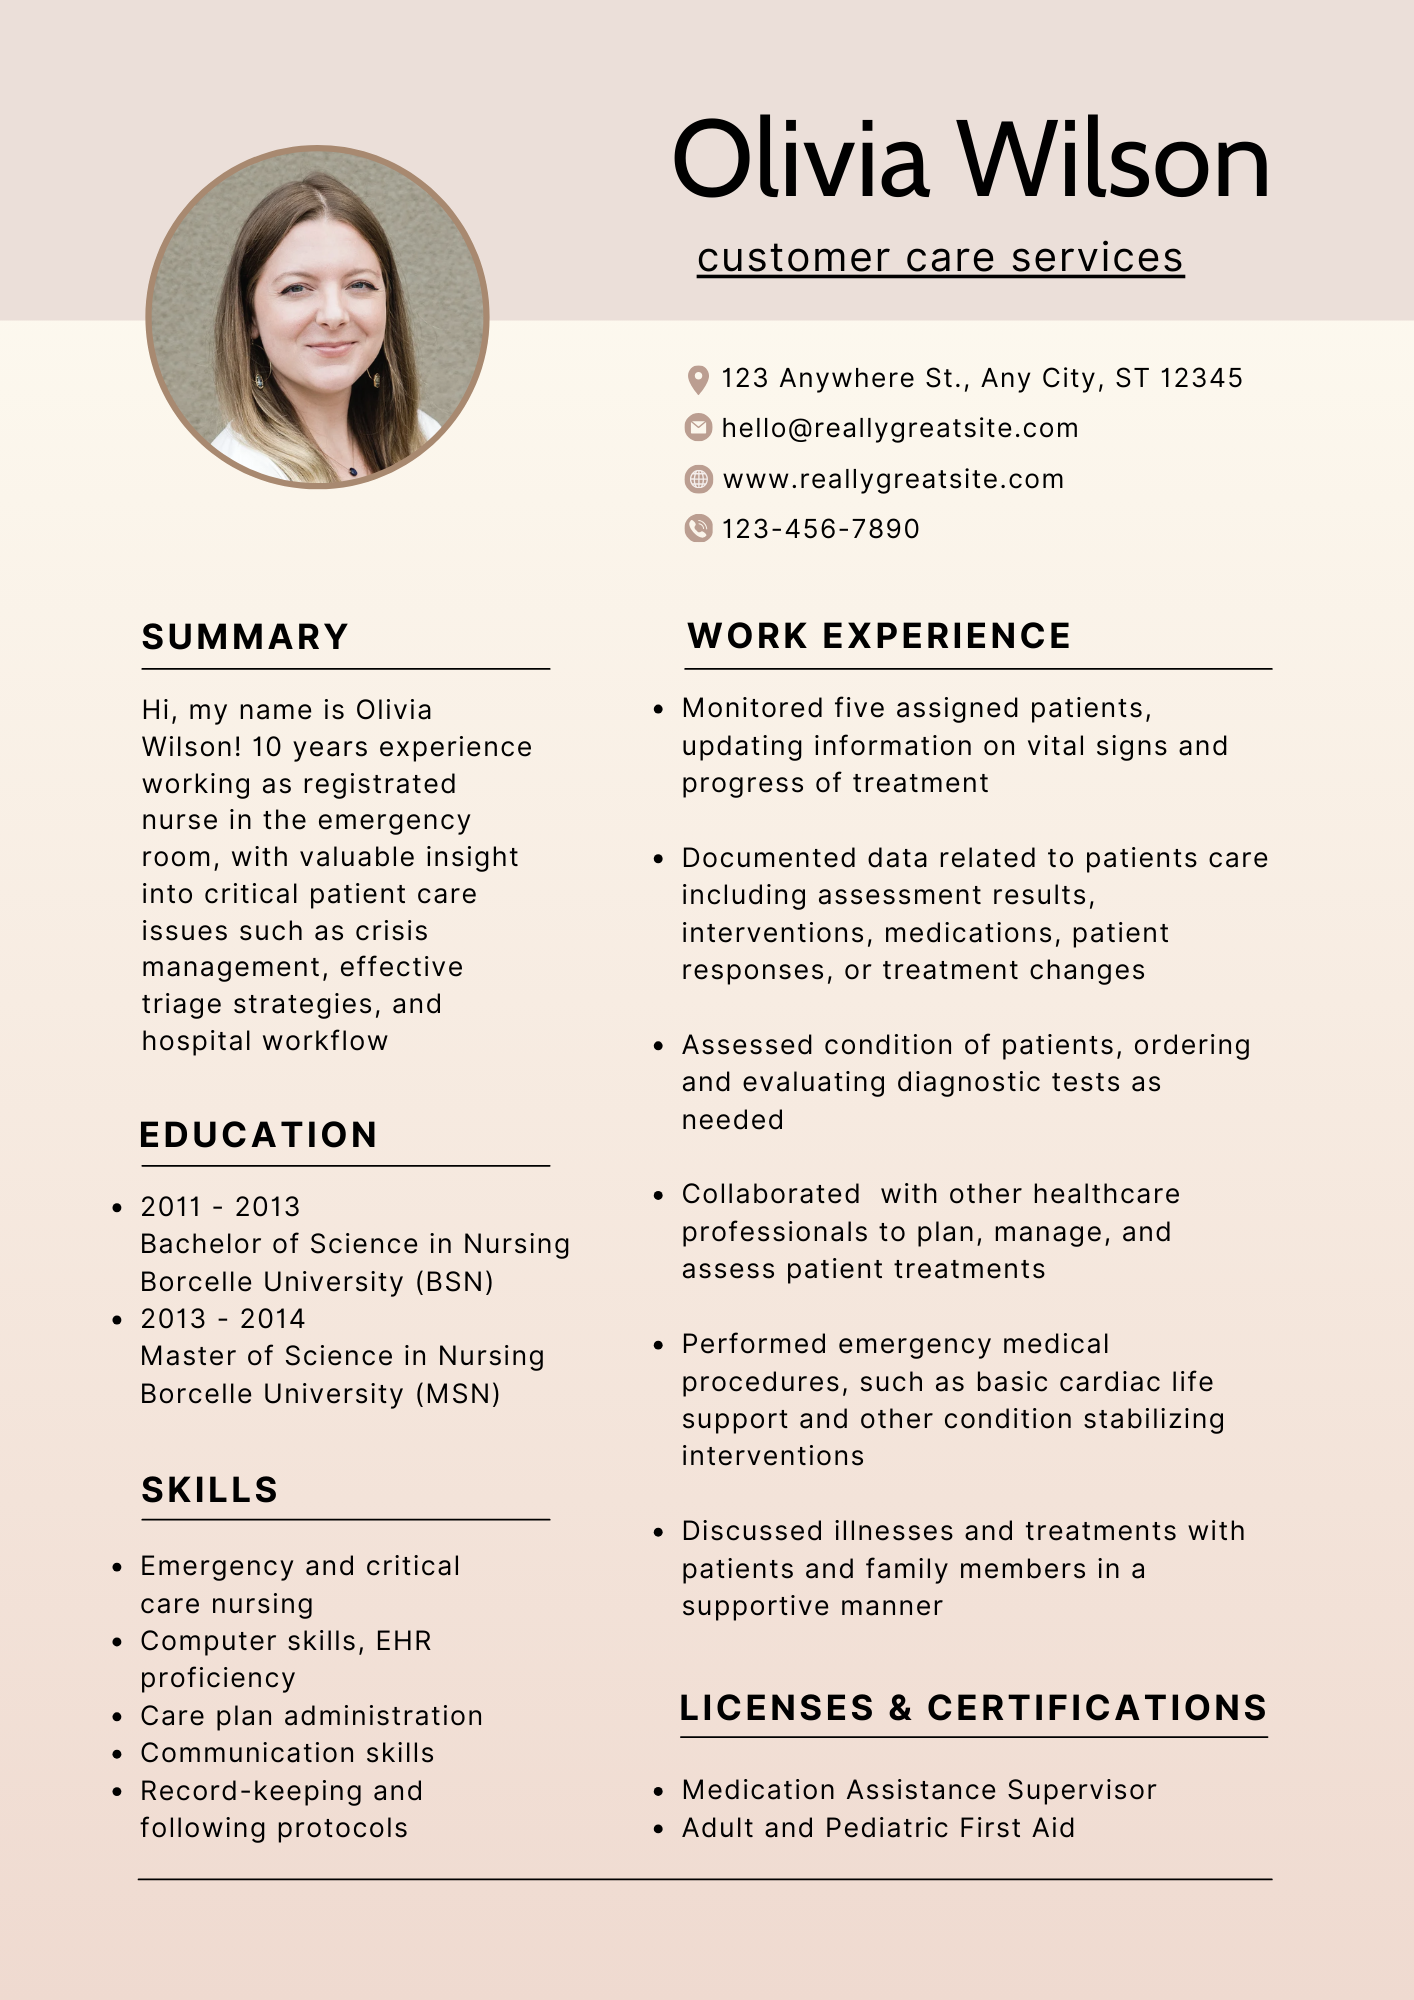 Olivia Wilson
customer care services
123 Anywhere St., Any City, ST 12345
hello@reallygreatsite.com
www.reallygreatsite.com
123-456-7890
SUMMARY
Hi, my name is Olivia
Wilson! 10 years experience
working as registrated
nurse in the emergency
room, with valuable insight
into critical patient care
issues such as crisis
management, effective
triage strategies, and
hospital workflow
EDUCATION
• 2011 - 2013
Bachelor of Science in Nursing
Borcelle University (BSN)
• 2013 - 2014
Master of Science in Nursing
Borcelle University (MSN)
SKILLS
• Emergency and critical
care nursing
• Computer skills, EHR
proficiency
• Care plan administration
• Communication skills
• Record-keeping and
following protocols
WORK EXPERIENCE
• Monitored five assigned patients,
updating information on vital signs and
progress of treatment
• Documented data related to patients care
including assessment results,
interventions, medications, patient
responses, or treatment changes
• Assessed condition of patients, ordering
and evaluating diagnostic tests as
needed
• Collaborated  with other healthcare
professionals to plan, manage, and
assess patient treatments
• Performed emergency medical
procedures, such as basic cardiac life
support and other condition stabilizing
interventions
• Discussed illnesses and treatments with
patients and family members in a
supportive manner
LICENSES & CERTIFICATIONS
• Medication Assistance Supervisor
• Adult and Pediatric First Aid